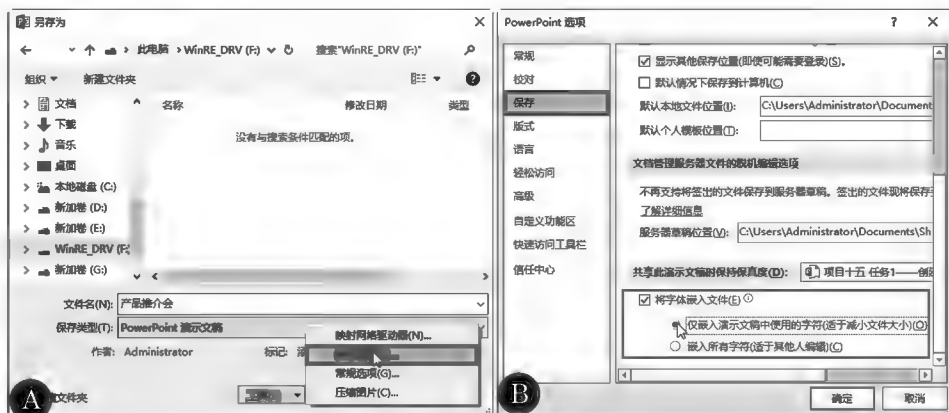 另存为
此电脑 > WinRE_DRV (F:)
搜索"WinRE_DRV (F:)"
组织
新建文件夹
文档
下载
音乐
桌面
本地磁盘 (C:)
新加卷 (D:)
新加卷 (E:)
WinRE_DRV (F:
新加卷 (G:)
名称
修改日期
类型
没有与搜索条件匹配的项。
文件名(N): 产品推介会
保存类型(T): PowerPoint 演示文稿
作者: Administrator
标记:
映射网络驱动器(N)...
常规选项(G)...
压缩图片(C)...
文件夹
A
PowerPoint 选项
?
常规
校对
保存
版式
语言
轻松访问
高级
自定义功能区
快速访问工具栏
信任中心
显示其他保存位置(即使可能需要登录)(S)。
默认情况下保存到计算机(C)
默认本地文件位置(I): C:\Users\Administrator\Document
默认个人模板位置(T):
文档管理服务器文件的脱机编辑选项
不再支持将签出的文件保存到服务器草稿。签出的文件现将保存
了解详细信息
服务器草稿位置(V): C:\Users\Administrator\Documents\Sh
共享此演示文稿时保持保真度(D): 项目十五 任务1——创
将字体嵌入文件(E)
仅嵌入演示文稿中使用的字符(适于减小文件大小)(O)
嵌入所有字符(适于其他人编辑)(C)
确定
取消
B